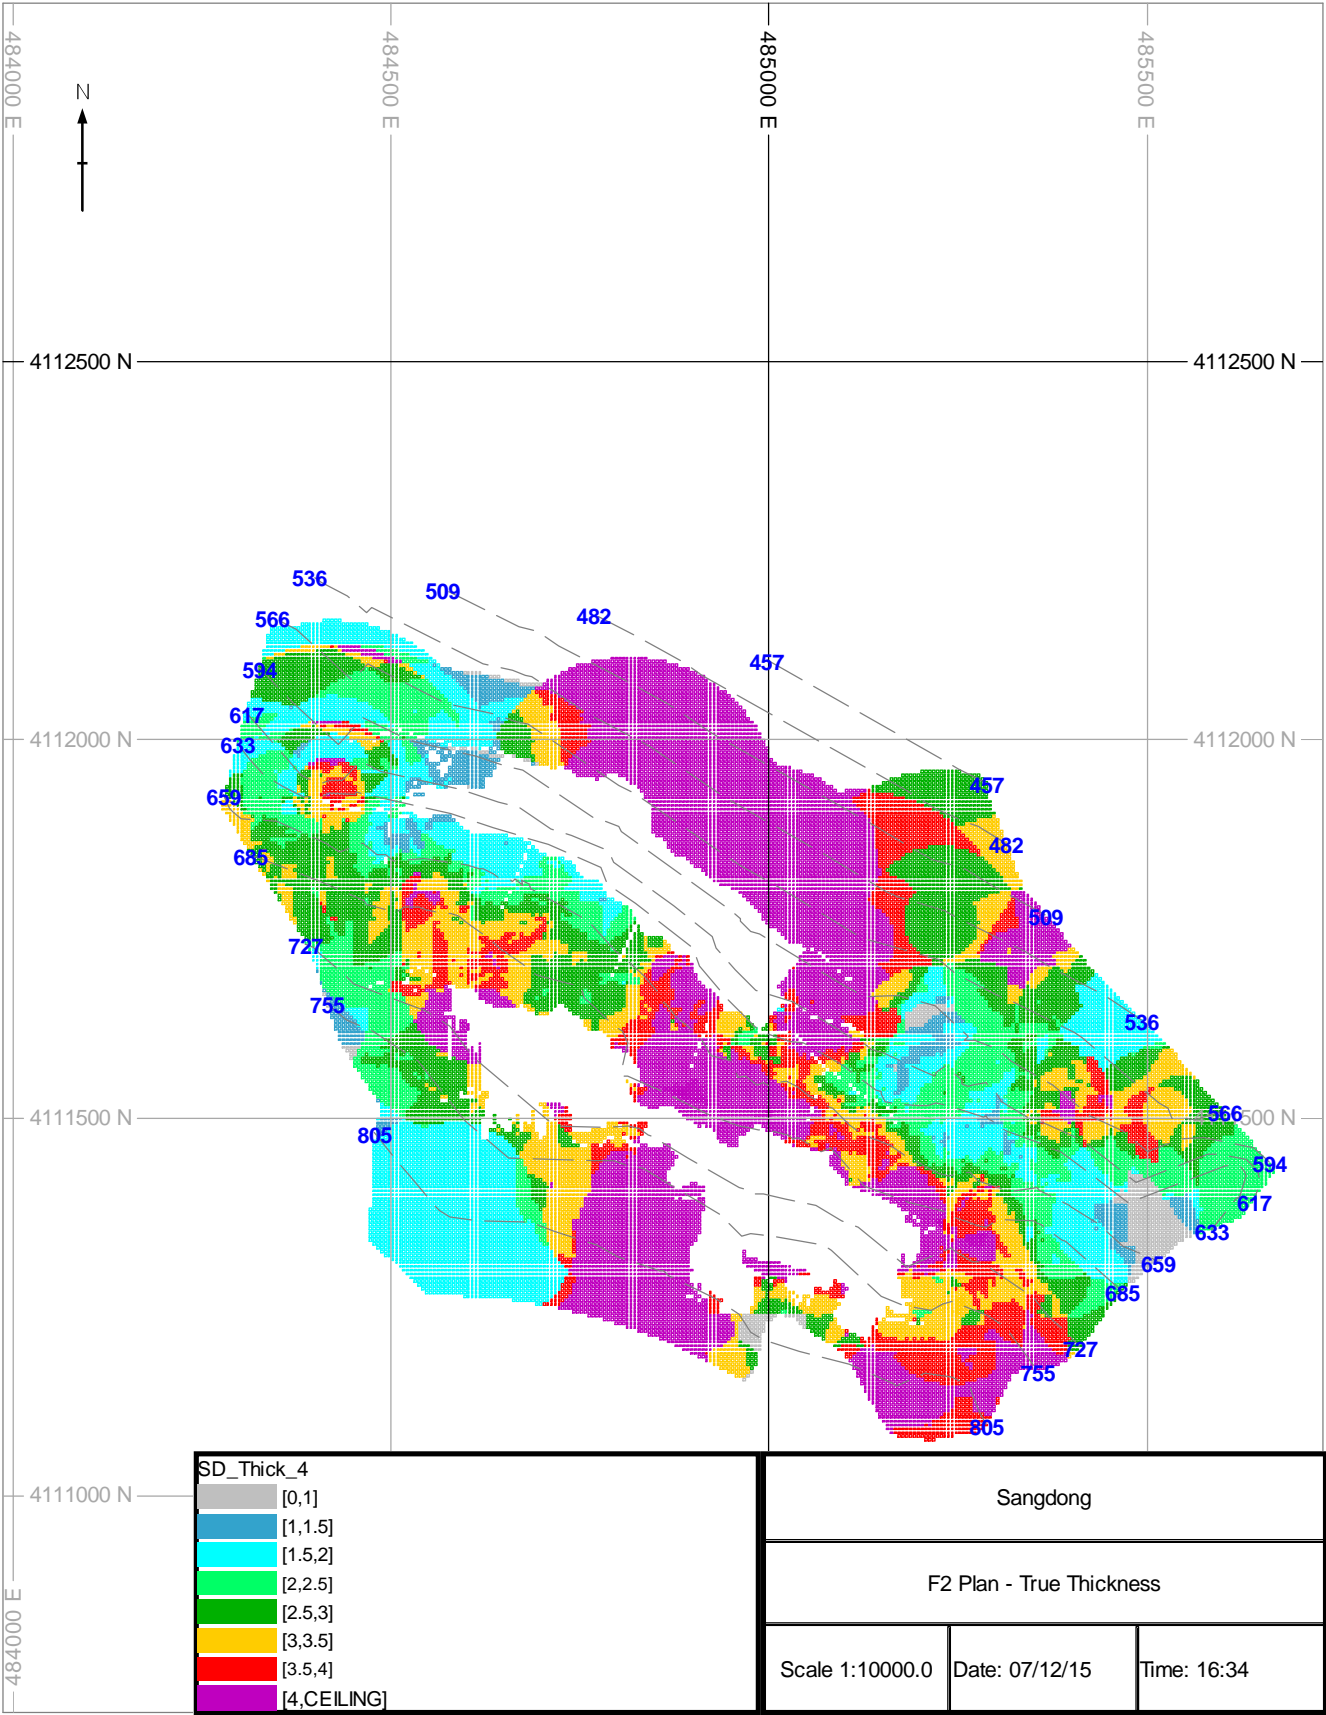 484000 E
484500 E
485000 E
485500 E
N
4112500 N
4112500 N
536
509
566
482
594
457
617
4112000 N
4112000 N
633
457
659
482
685
509
727
755
536
4111500 N
566
500 N
805
594
617
633
659
685
727
755
805
SD_Thick_4
[0,1]
[1,1.5]
[1.5,2]
[2,2.5]
[2.5,3]
[3,3.5]
[3.5,4]
[4,CEILING]
4111000 N
484000 E
Sangdong
F2 Plan - True Thickness
Scale 1:10000.0
Date: 07/12/15
Time: 16:34